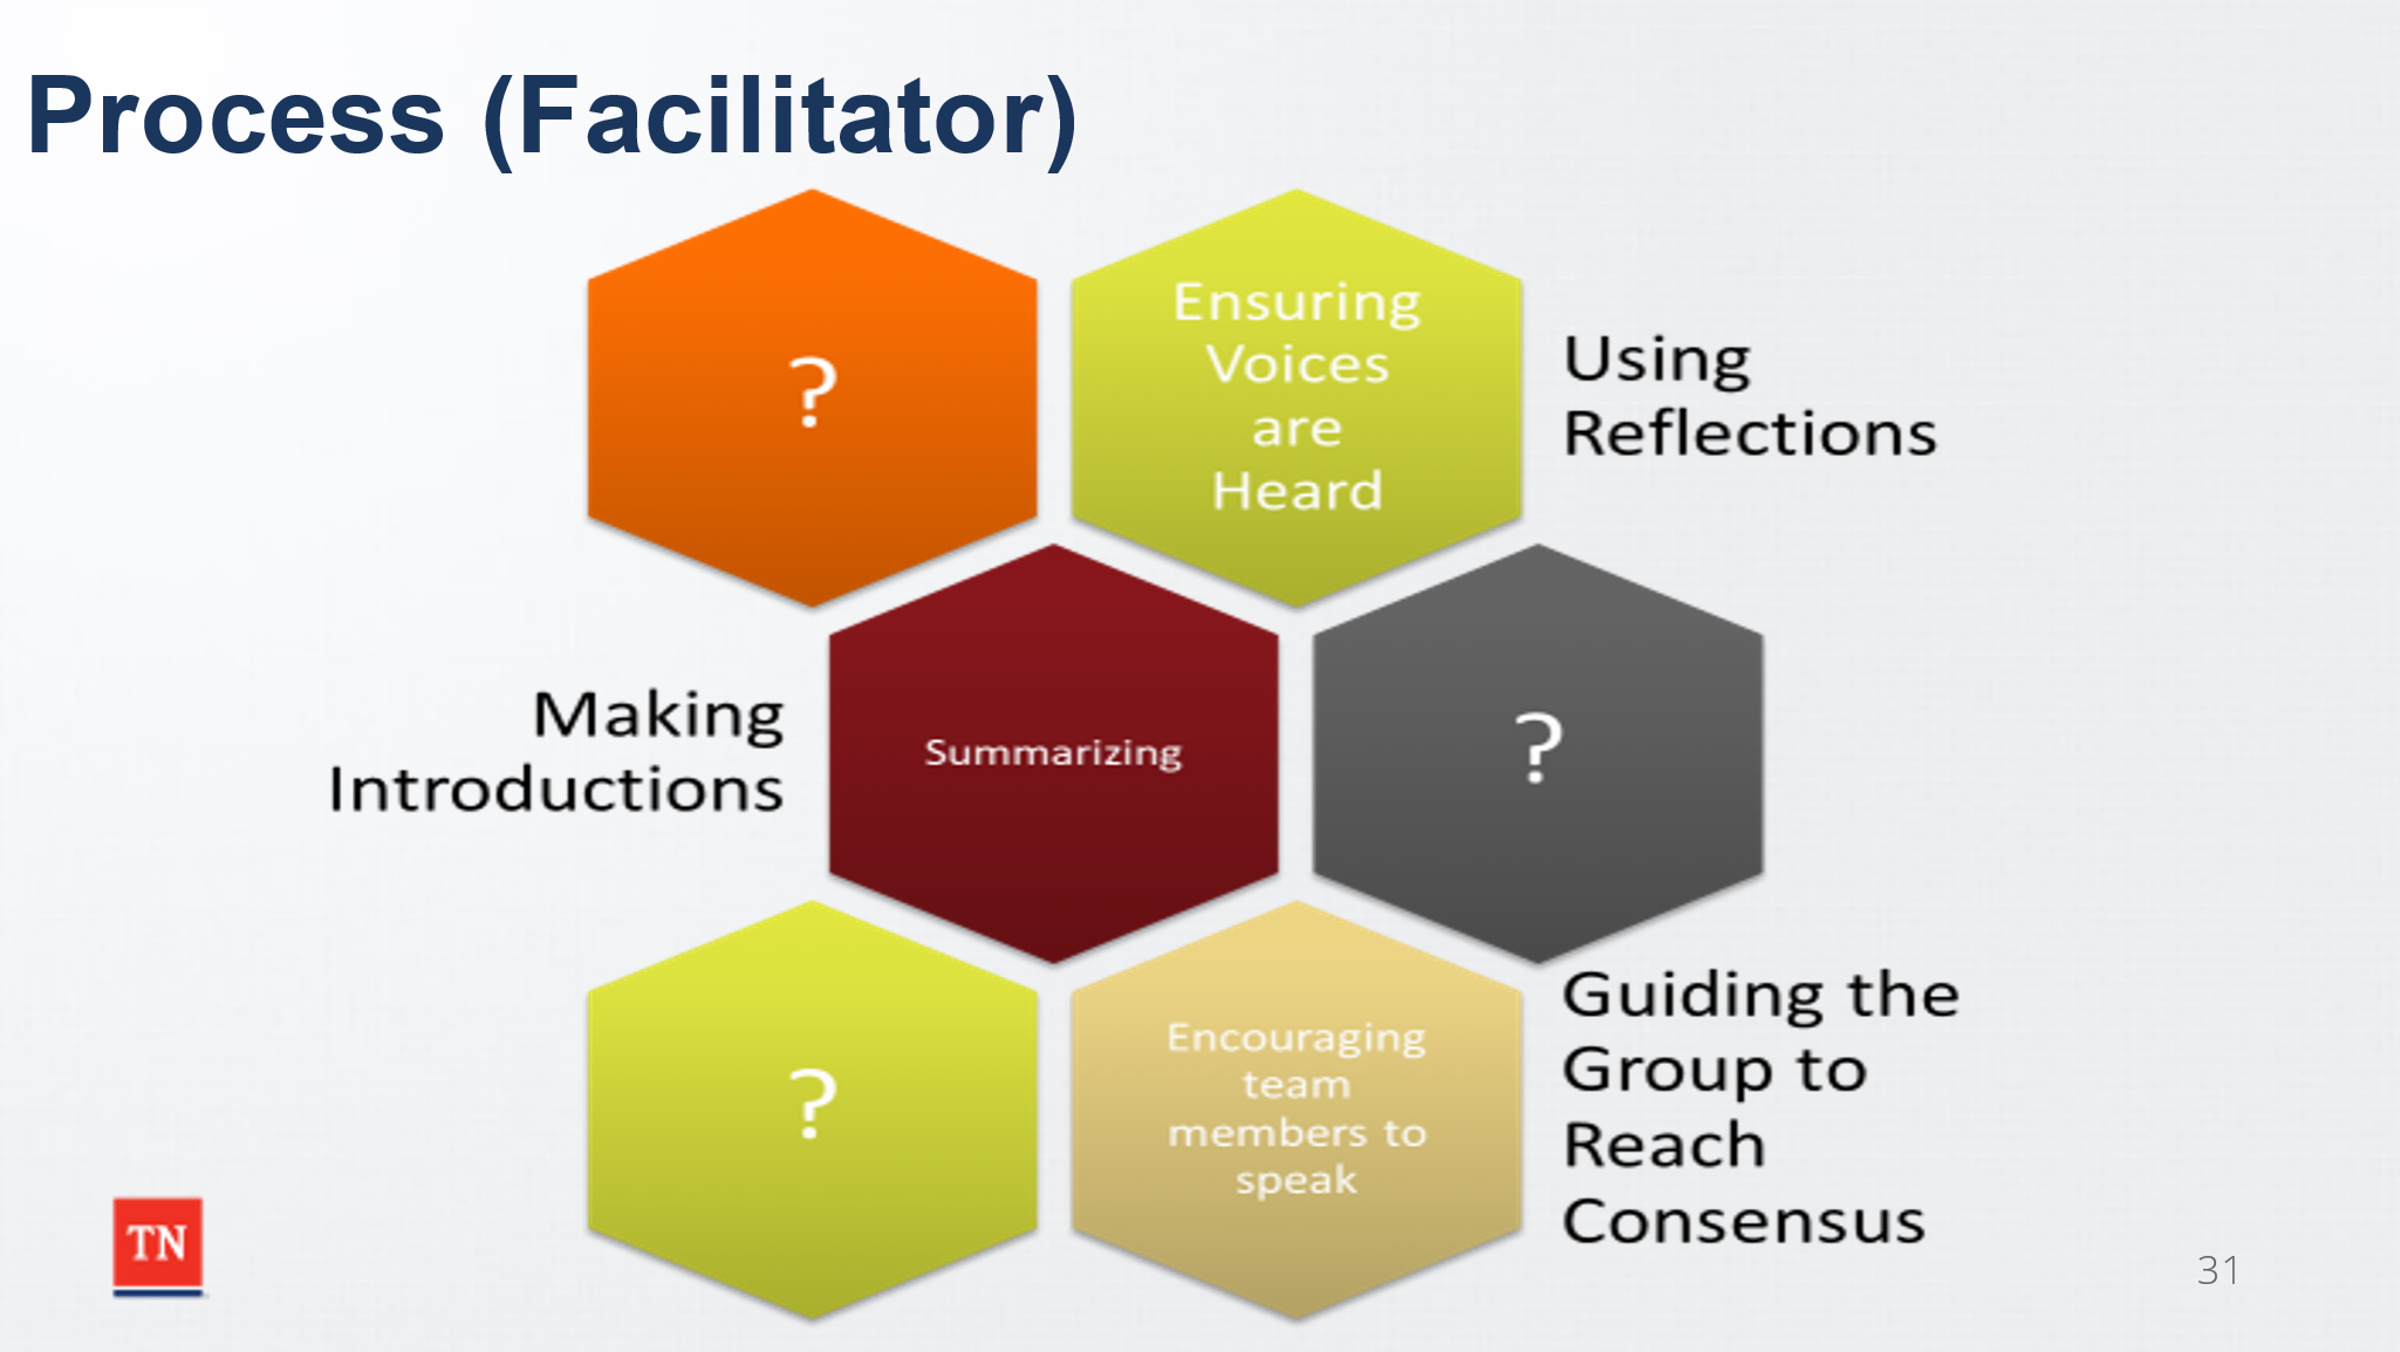 Process (Facilitator)
?
Ensuring
Voices
are
Heard
Using
Reflections
Making
Introductions
Summarizing
?
?
Encouraging
team
members to
speak
Guiding the
Group to
Reach
Consensus
TN
31